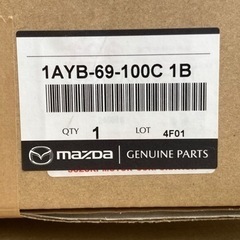 1AYB-69-100C 1B
QTY 1 LOT 4F01
mazda GENUINE PARTS